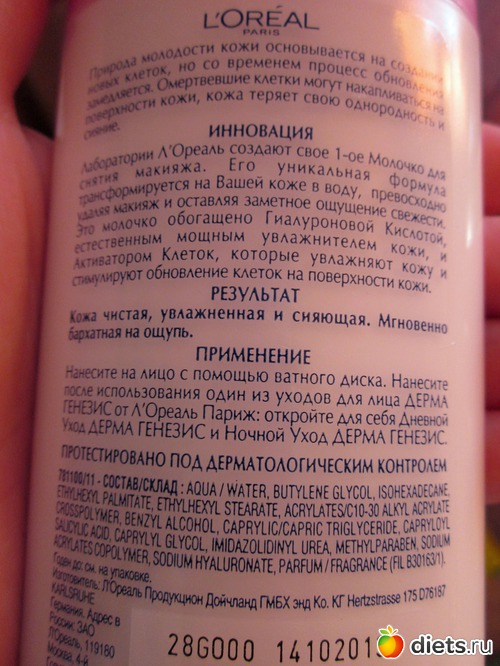 L'ORÉAL
PARIS
Природа молодости кожи основывается на создании
новых клеток, но со временем процесс обновления
замедляется. Омертвевшие клетки могут накапливаться на
поверхности кожи, кожа теряет свою однородность и
сияние.
ИННОВАЦИЯ
Лаборатории Л'Ореаль создают свое 1-ое Молочко для
снятия макияжа. Его уникальная формула
трансформируется на Вашей коже в воду, превосходно
удаляя макияж и оставляя заметное ощущение свежести.
Это молочко обогащено Гиалуроновой Кислотой,
естественным мощным увлажнителем кожи, и
Активатором Клеток, которые увлажняют кожу и
стимулируют обновление клеток на поверхности кожи.
РЕЗУЛЬТАТ
Кожа чистая, увлажненная и сияющая. Мгновенно
бархатная на ощупь.
ПРИМЕНЕНИЕ
Нанесите на лицо с помощью ватного диска. Нанесите
после использования один из уходов для лица ДЕРМА
ГЕНЕЗИС от Л'Ореаль Париж: откройте для себя Дневной
Уход ДЕРМА ГЕНЕЗИС и Ночной Уход ДЕРМА ГЕНЕЗИС.
ПРОТЕСТИРОВАНО ПОД ДЕРМАТОЛОГИЧЕСКИМ КОНТРОЛЕМ
781100/11 - СОСТАВ/СКЛАД : AQUA / WATER, BUTYLENE GLYCOL, ISOHEXADECANE,
ETHYLHEXYL PALMITATE, ETHYLHEXYL STEARATE, ACRYLATES/C10-30 ALKYL ACRYLATE
CROSSPOLYMER, BENZYL ALCOHOL, CAPRYLIC/CAPRIC TRIGLYCERIDE, CAPRYLOYL
SALICYLIC ACID, CAPRYLYL GLYCOL, IMIDAZOLIDINYL UREA, METHYLPARABEN, SODIUM
ACRYLATES COPOLYMER, SODIUM HYALURONATE, PARFUM / FRAGRANCE (FIL B30163/1).
Годен до: см. на упаковке.
Изготовитель: Л'Ореаль Продукцион Дойчланд ГМБХ энд Ко. КГ Hertzstrasse 175 D76187
KARLSRUHE
Германия. Адрес в
России: ЗАО
Л'Ореаль, 119180
Москва, 4-й
28G000 14102010
diets.ru